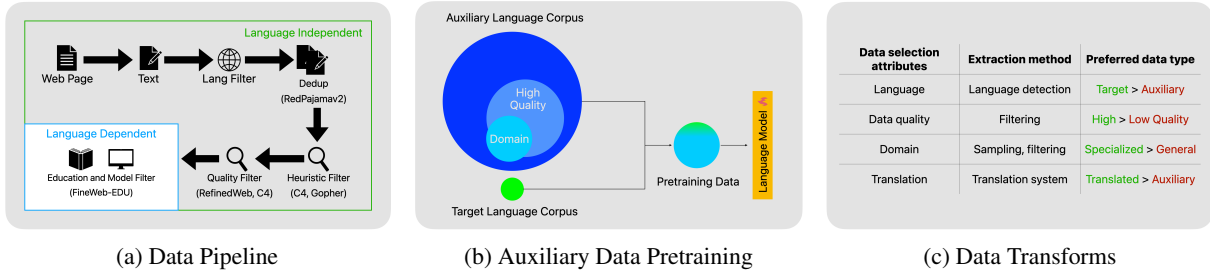 Language Independent
Web Page
Text
Lang Filter
Dedup
(RedPajamav2)
Language Dependent
Education and Model Filter
(FineWeb-EDU)
Quality Filter
(RefinedWeb, C4)
Heuristic Filter
(C4, Gopher)
(a) Data Pipeline
Auxiliary Language Corpus
High
Quality
Domain
Target Language Corpus
Pretraining Data
Language Model
(b) Auxiliary Data Pretraining
Data selection
attributes
Extraction method
Preferred data type
Language
Language detection
Target > Auxiliary
Data quality
Filtering
High > Low Quality
Domain
Sampling, filtering
Specialized > General
Translation
Translation system
Translated > Auxiliary
(c) Data Transforms